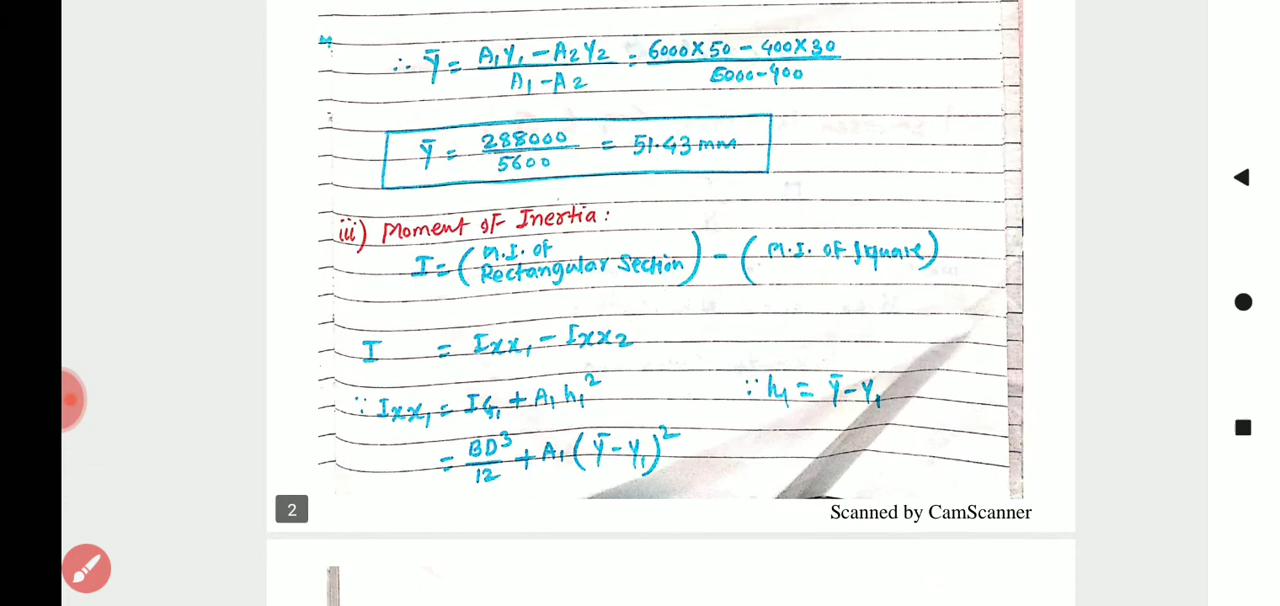 ∴ Ȳ = A₁Y₁ - A₂Y₂ / A₁ - A₂ = 6000 X 50 - 400 X 30 / 6000 - 400
Ȳ = 288000 / 5600 = 51.43 mm
iii) Moment of Inertia :
I = (M.I. of Rectangular Section) - (M.I. of Square)
I = Ixx₁ - Ixx₂
∵ Ixx₁ = IG₁ + A₁h₁² ∵ h₁ = Ȳ - Y₁
= BD³ / 12 + A₁ (Ȳ - Y₁)²
2
Scanned by CamScanner